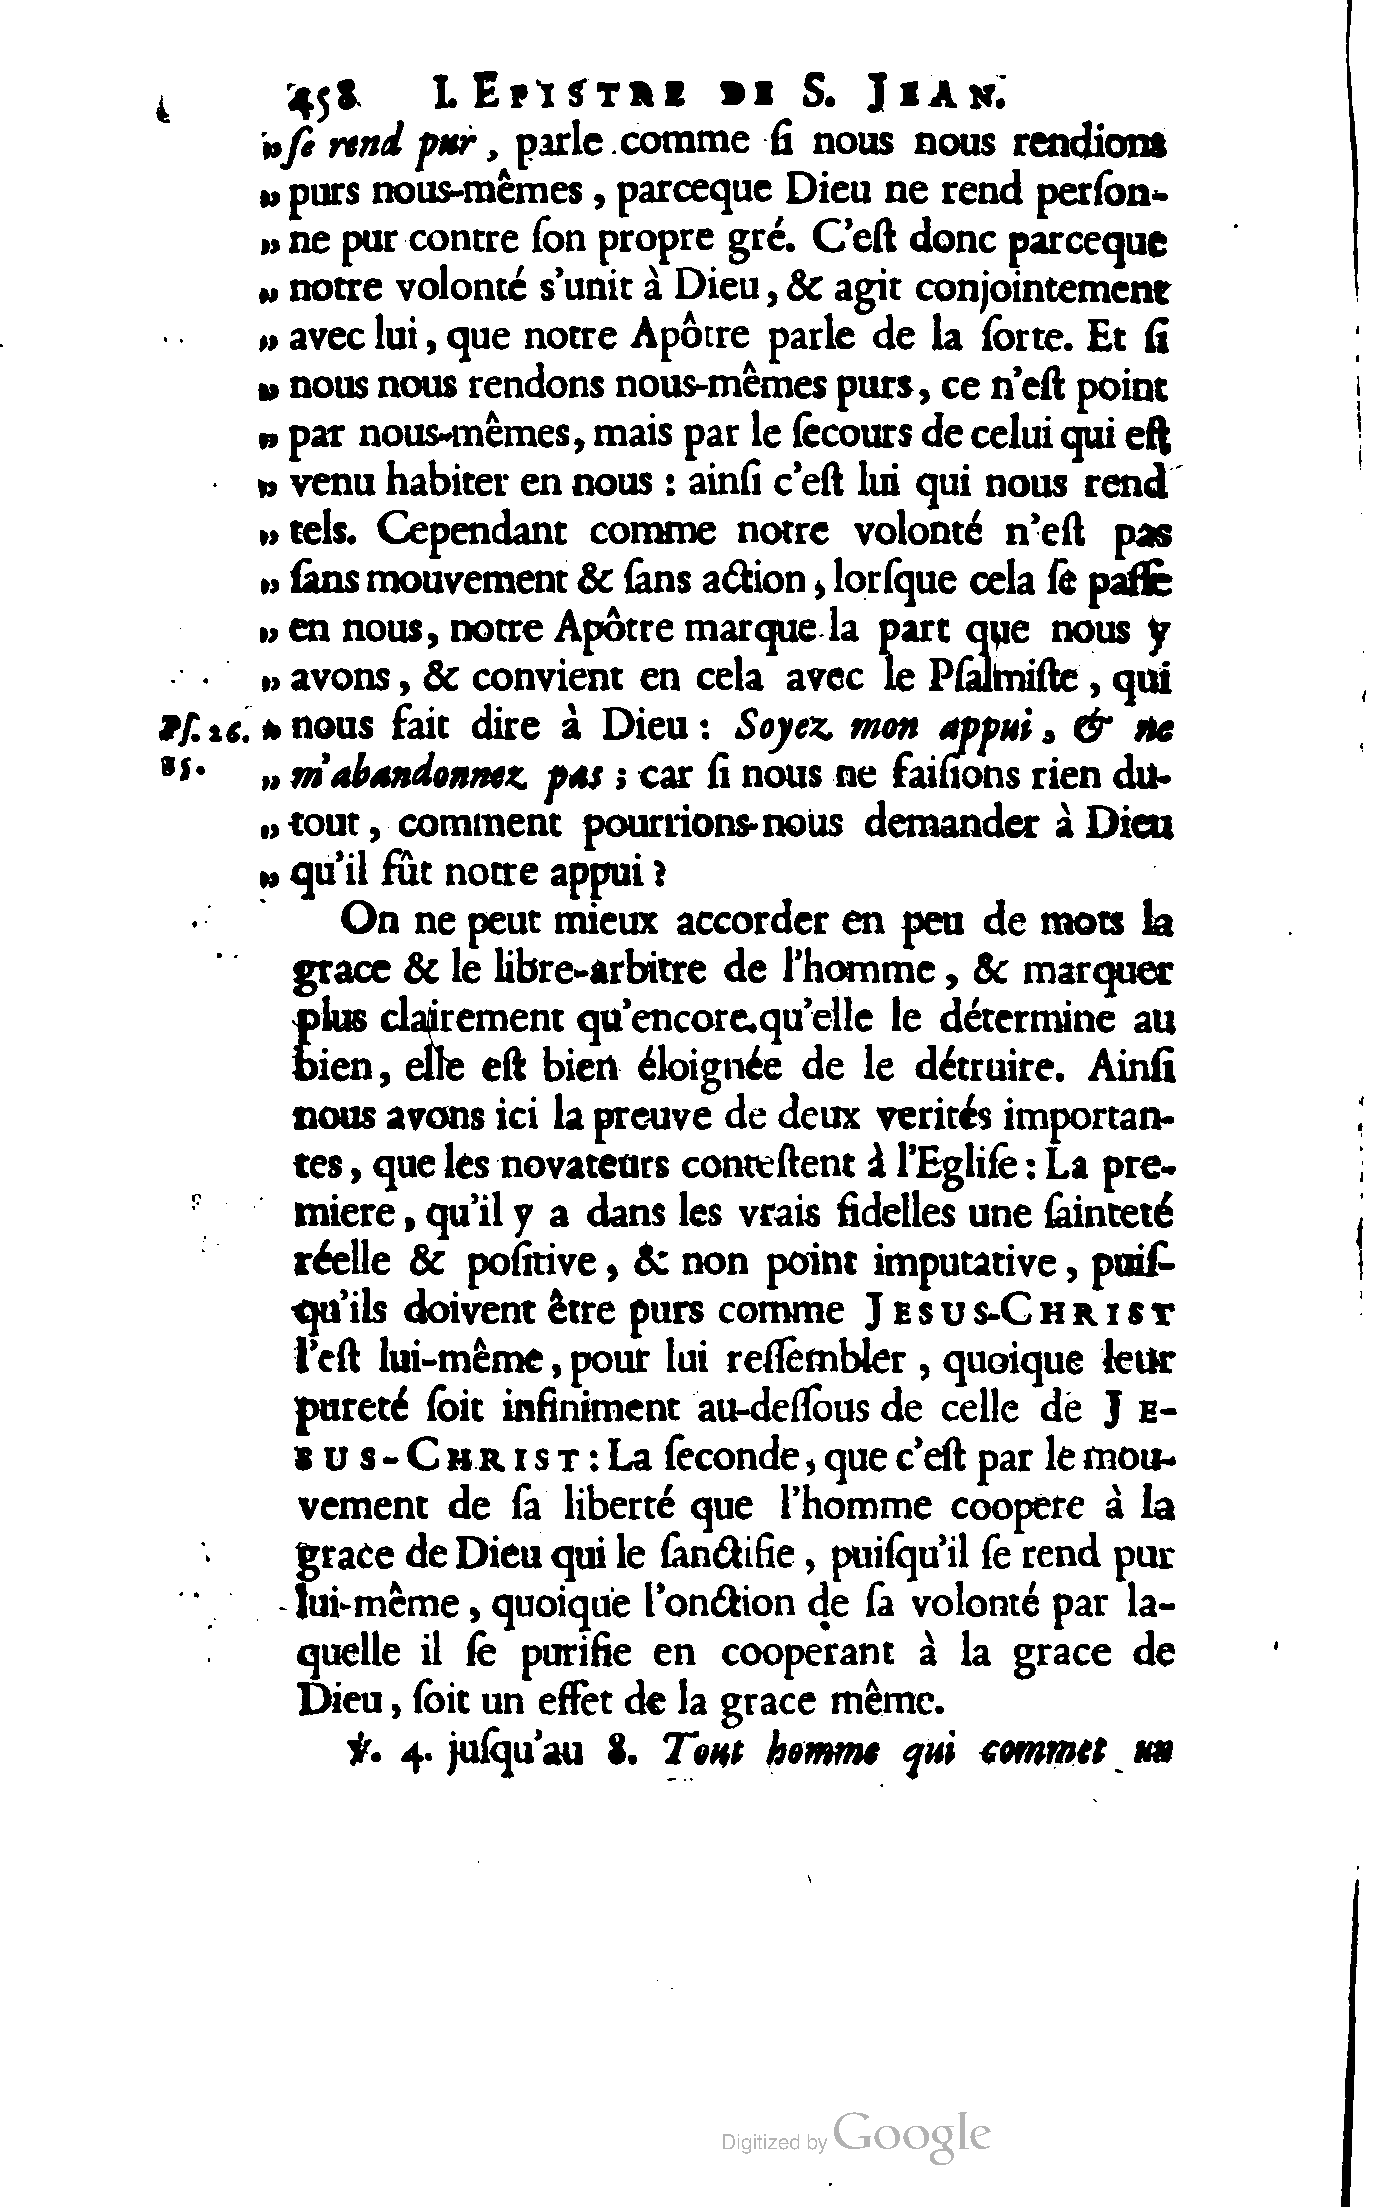 458 I. EPISTRE DE S. JEAN.
„ ſe rend pur, parle comme ſi nous nous rendions
„ purs nous-mêmes, parceque Dieu ne rend perſon-
„ ne pur contre ſon propre gré. C'eſt donc parceque
„ notre volonté s'unit à Dieu, & agit conjointement
„ avec lui, que notre Apôtre parle de la ſorte. Et ſi
„ nous nous rendons nous-mêmes purs, ce n'eſt point
„ par nous-mêmes, mais par le ſecours de celui qui eſt
„ venu habiter en nous : ainſi c'eſt lui qui nous rend
„ tels. Cependant comme notre volonté n'eſt pas
„ ſans mouvement & ſans action, lorſque cela ſe paſſe
„ en nous, notre Apôtre marque la part que nous y
„ avons, & convient en cela avec le Pſalmiſte, qui
Pſ. 26. „ nous fait dire à Dieu : Soyez mon appui, & ne
15. „ m'abandonnez pas ; car ſi nous ne faiſions rien du-
„ tout, comment pourrions-nous demander à Dieu
„ qu'il fût notre appui ?
On ne peut mieux accorder en peu de mots la
grace & le libre-arbitre de l'homme, & marquer
plus clairement qu'encore qu'elle le détermine au
bien, elle eſt bien éloignée de le détruire. Ainſi
nous avons ici la preuve de deux verités importan-
tes, que les novateurs conteſtent à l'Egliſe : La pre-
miere, qu'il y a dans les vrais fidelles une ſainteté
réelle & poſitive, & non point imputative, puiſ-
qu'ils doivent être purs comme JESUS-CHRIST
l'eſt lui-même, pour lui reſſembler, quoique leur
pureté ſoit infiniment au-deſſous de celle de JE-
SUS-CHRIST : La ſeconde, que c'eſt par le mou-
vement de ſa liberté que l'homme coopere à la
grace de Dieu qui le ſanctifie, puiſqu'il ſe rend pur
lui-même, quoique l'onction de ſa volonté par la-
quelle il ſe purifie en cooperant à la grace de
Dieu, ſoit un effet de la grace même.
℣. 4. juſqu'au 8. Tout homme qui commet un
Digitized by Google